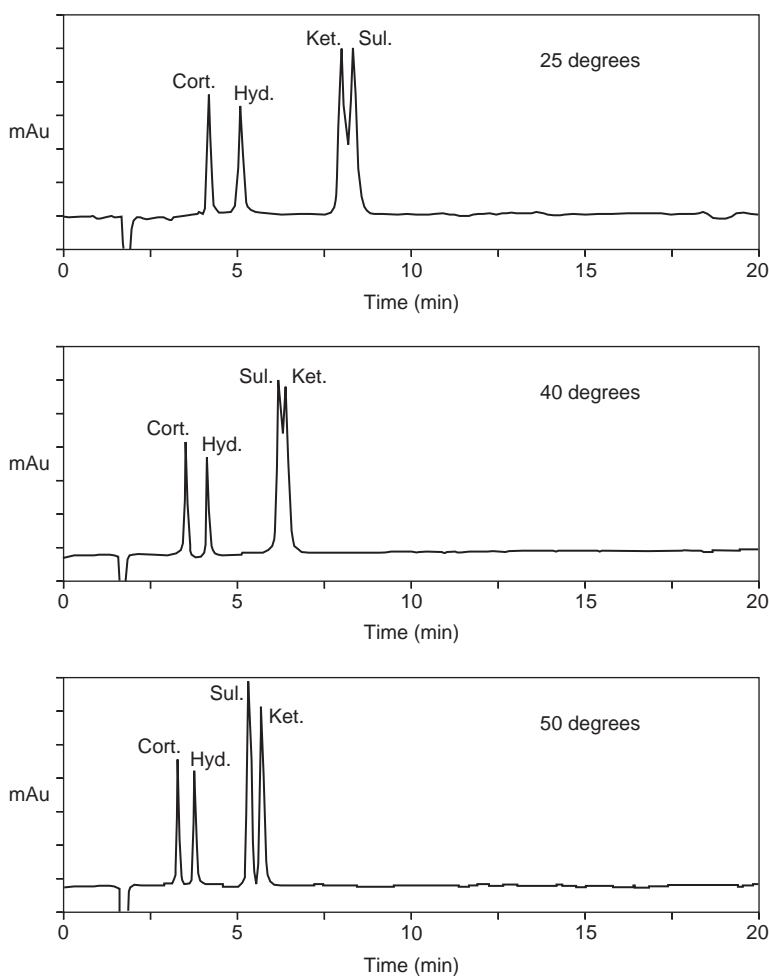 Ket. Sul.
25 degrees
Cort.
Hyd.
mAu
0 5 10 15 20
Time (min)
Sul. Ket.
40 degrees
Cort.
Hyd.
mAu
0 5 10 15 20
Time (min)
Sul.
Ket.
50 degrees
Cort.
Hyd.
mAu
0 5 10 15 20
Time (min)